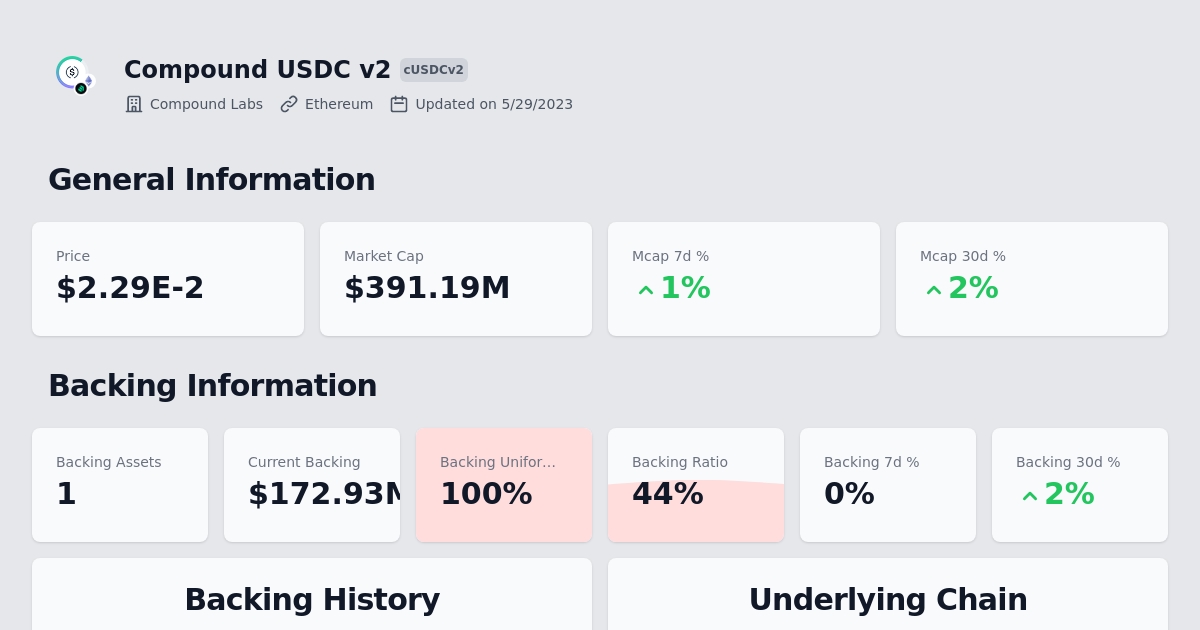 Compound USDC v2 cUSDCv2
Compound Labs Ethereum Updated on 5/29/2023
General Information
Price Market Cap Mcap 7d % Mcap 30d %
$2.29E-2 $391.19M 1% 2%
Backing Information
Backing Assets Current Backing Backing Unifor... Backing Ratio Backing 7d % Backing 30d %
1 $172.93M 100% 44% 0% 2%
Backing History Underlying Chain